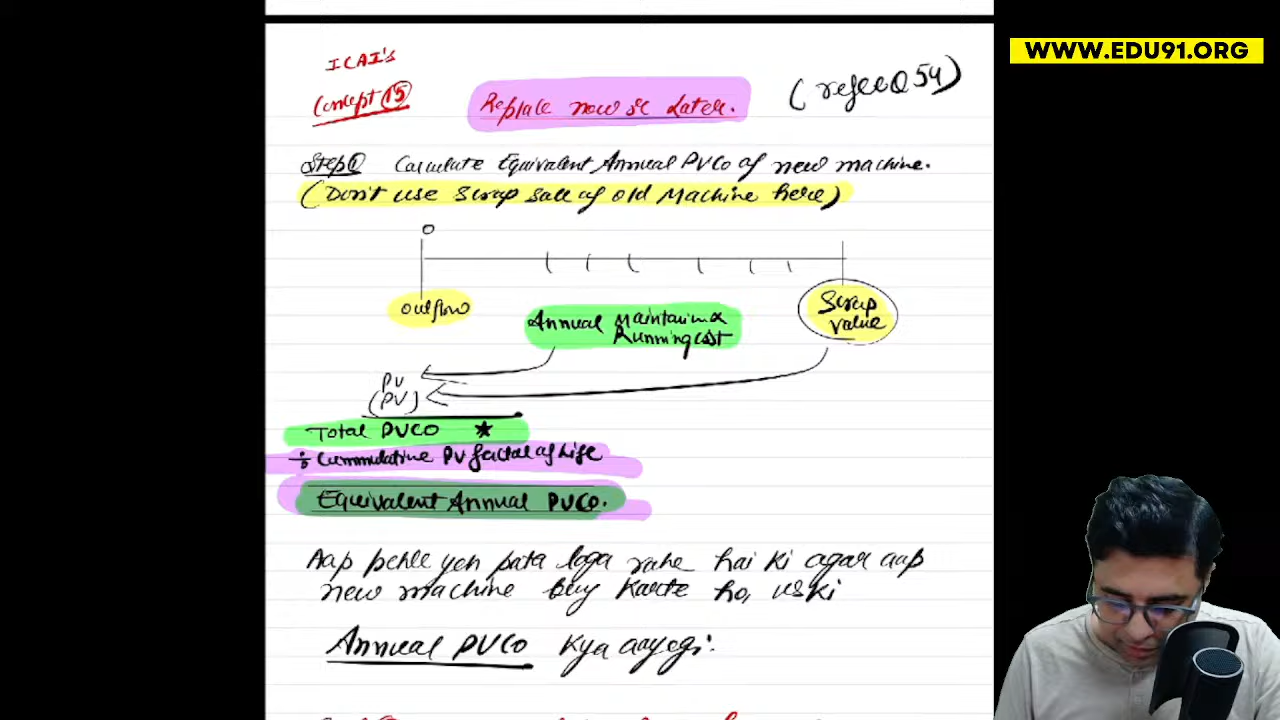 WWW.EDU91.ORG
ICAI's
Concept 15
Replace now or Later.
(refer Q 54)
Step ① Calculate Equivalent Annual PVCO of new machine.
(Don't use Scrap sale of old Machine here)
0
outflow
Annual Maintain &
Running cost
Scrap
value
PV
(PV)
Total PVCO ★
÷ Cummulative PV factor of Life
Equivalent Annual PVCO.
Aap pehle yeh pata laga rahe hai ki agar aap
new machine buy karte ho, uski
Annual PVCO kya aayegi.